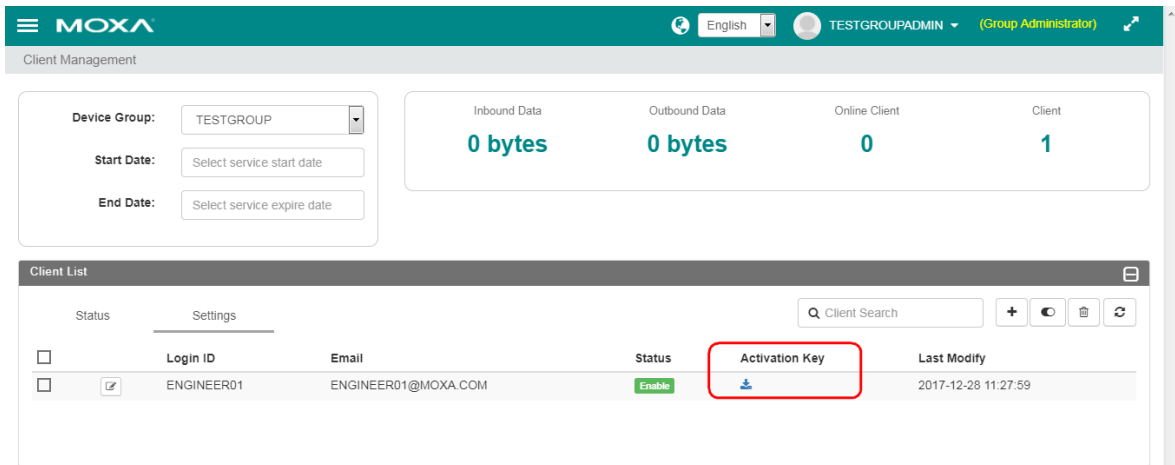 MOXA English TESTGROUPADMIN (Group Administrator)
Client Management
Device Group: TESTGROUP
Start Date: Select service start date
End Date: Select service expire date
Inbound Data Outbound Data Online Client Client
0 bytes 0 bytes 0 1
Client List
Status Settings Client Search
Login ID Email Status Activation Key Last Modify
ENGINEER01 ENGINEER01@MOXA.COM Enable 2017-12-28 11:27:59